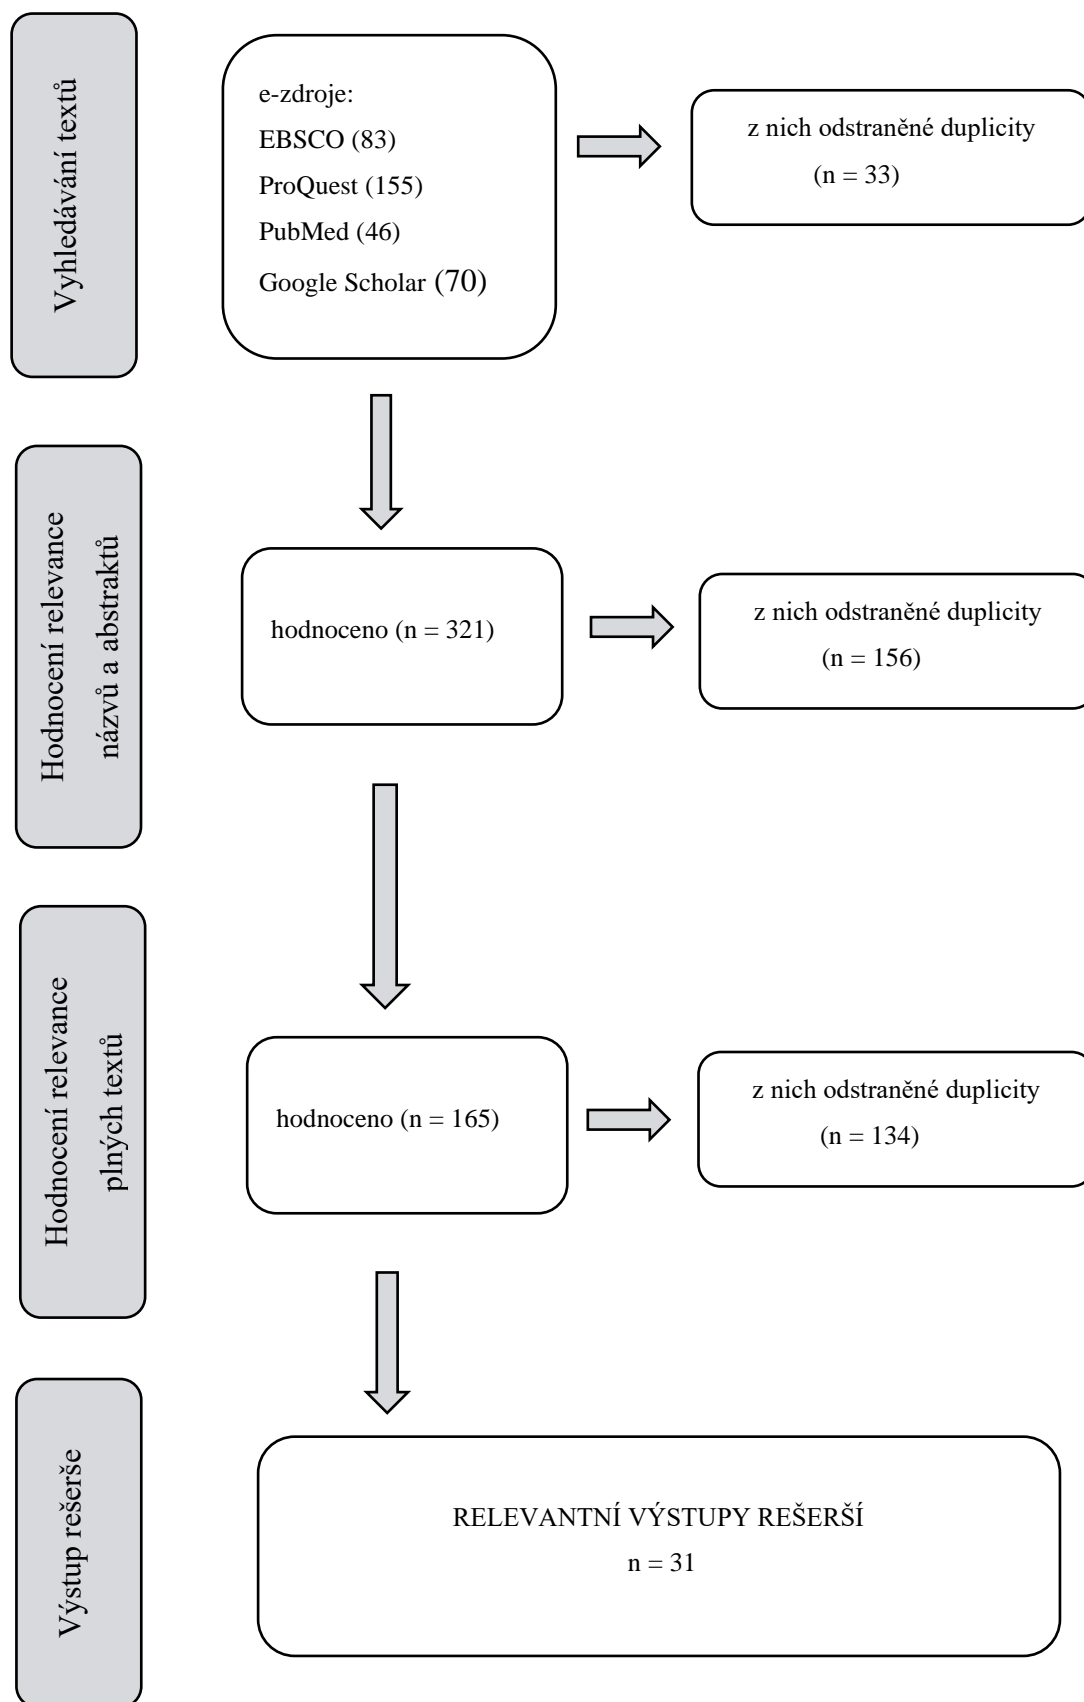 Vyhledávání textů
e-zdroje:
EBSCO (83)
ProQuest (155)
PubMed (46)
Google Scholar (70)
z nich odstraněné duplicity
(n = 33)
Hodnocení relevance
názvů a abstraktů
hodnoceno (n = 321)
z nich odstraněné duplicity
(n = 156)
Hodnocení relevance
plných textů
hodnoceno (n = 165)
z nich odstraněné duplicity
(n = 134)
Výstup rešerše
RELEVANTNÍ VÝSTUPY REŠERŠÍ
n = 31